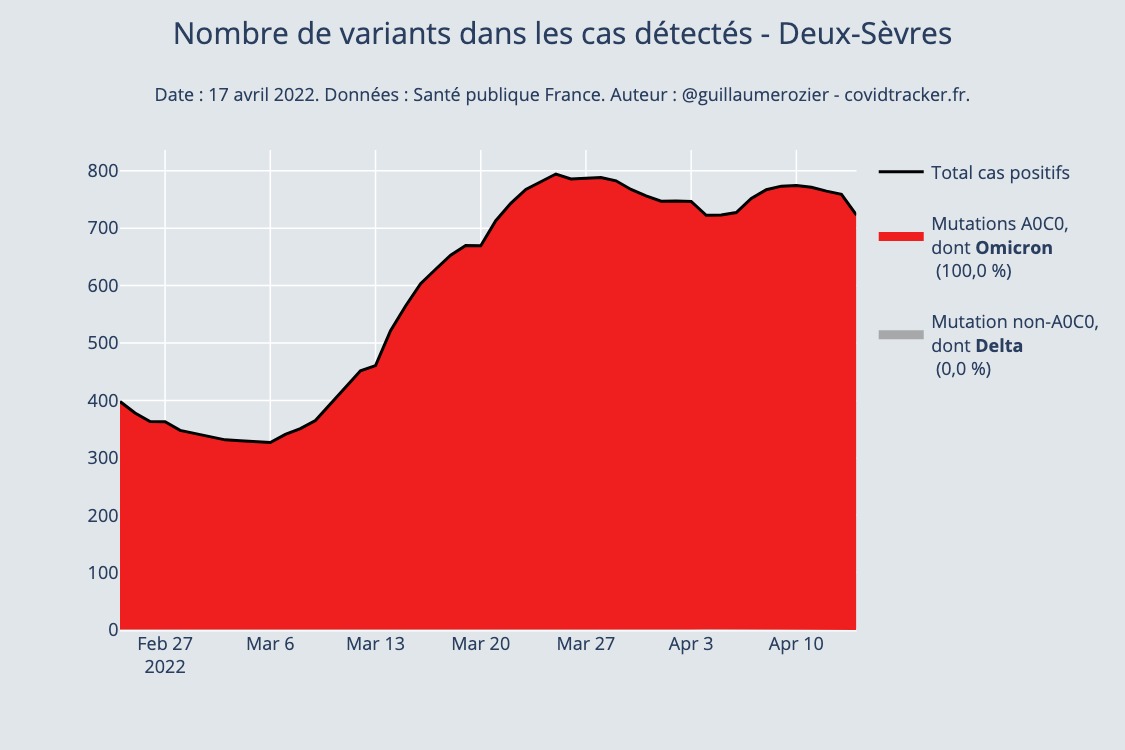 Nombre de variants dans les cas détectés - Deux-Sèvres
Date : 17 avril 2022. Données : Santé publique France. Auteur : @guillaumerozier - covidtracker.fr.
800
700
600
500
400
300
200
100
0
Feb 27
2022
Mar 6
Mar 13
Mar 20
Mar 27
Apr 3
Apr 10
Total cas positifs
Mutations A0C0,
dont Omicron
(100,0 %)
Mutation non-A0C0,
dont Delta
(0,0 %)